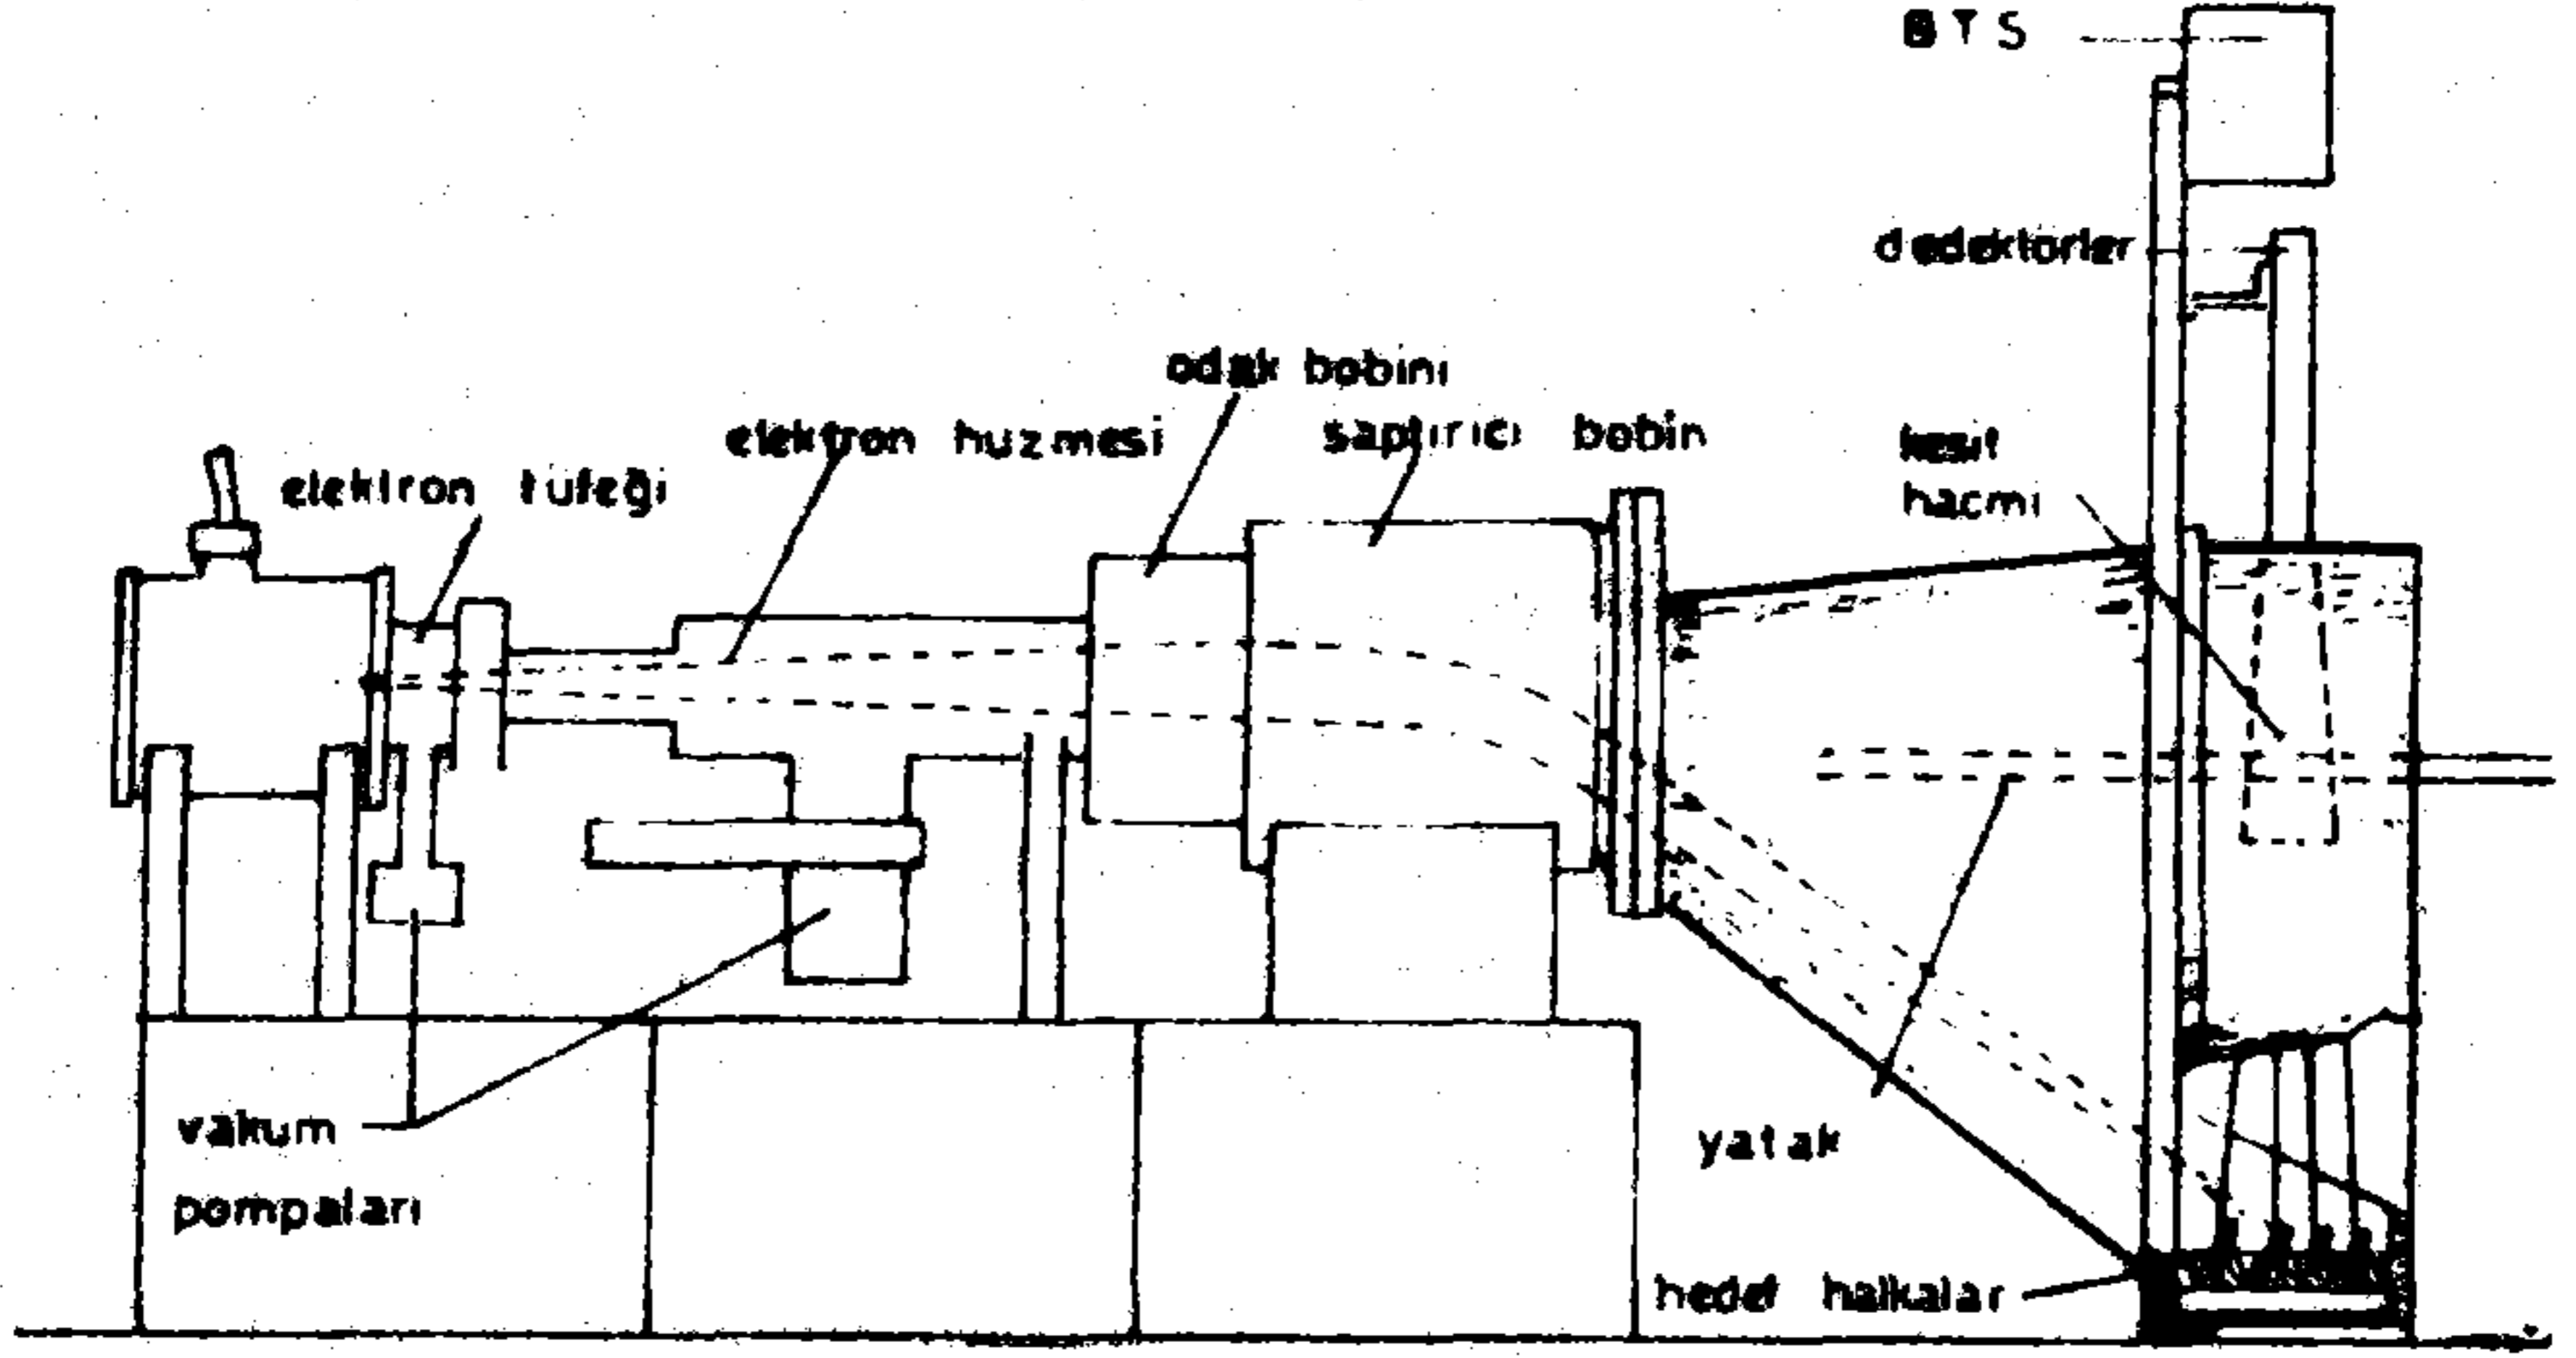 BTS
dedektörler
odak bobini
elektron huzmesi
saptırıcı bobin
kesit
hacmi
elektron tüfeği
vakum
pompaları
yatak
hedef halkalar